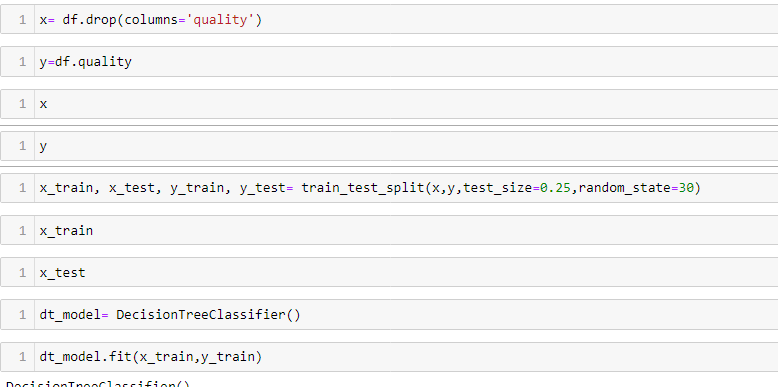 1 x= df.drop(columns='quality')
1 y=df.quality
1 x
1 y
1 x_train, x_test, y_train, y_test= train_test_split(x,y,test_size=0.25,random_state=30)
1 x_train
1 x_test
1 dt_model= DecisionTreeClassifier()
1 dt_model.fit(x_train,y_train)
DecisionTreeClassifier()